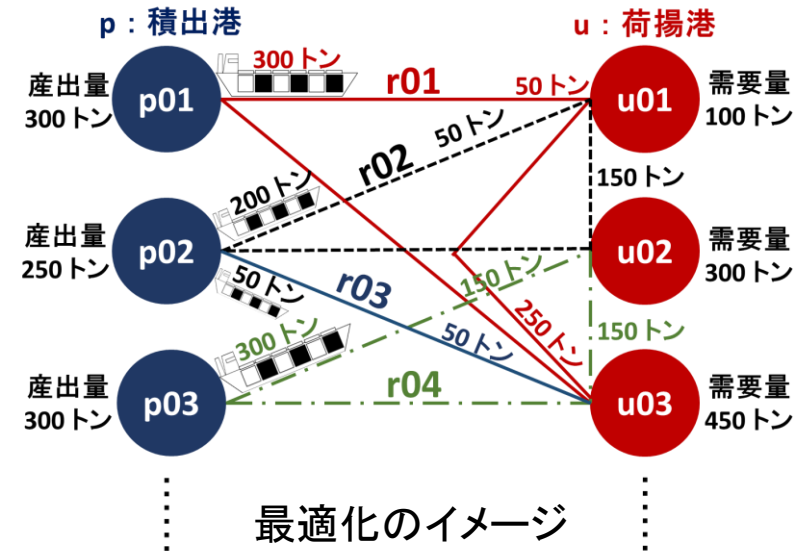 p：積出港
u：荷揚港
産出量
300トン
p01
300トン
r01
50トン
u01
需要量
100トン
r02
50トン
150トン
産出量
250トン
p02
200トン
50トン
r03
150トン
u02
需要量
300トン
産出量
300トン
p03
300トン
r04
50トン
250トン
150トン
u03
需要量
450トン
最適化のイメージ